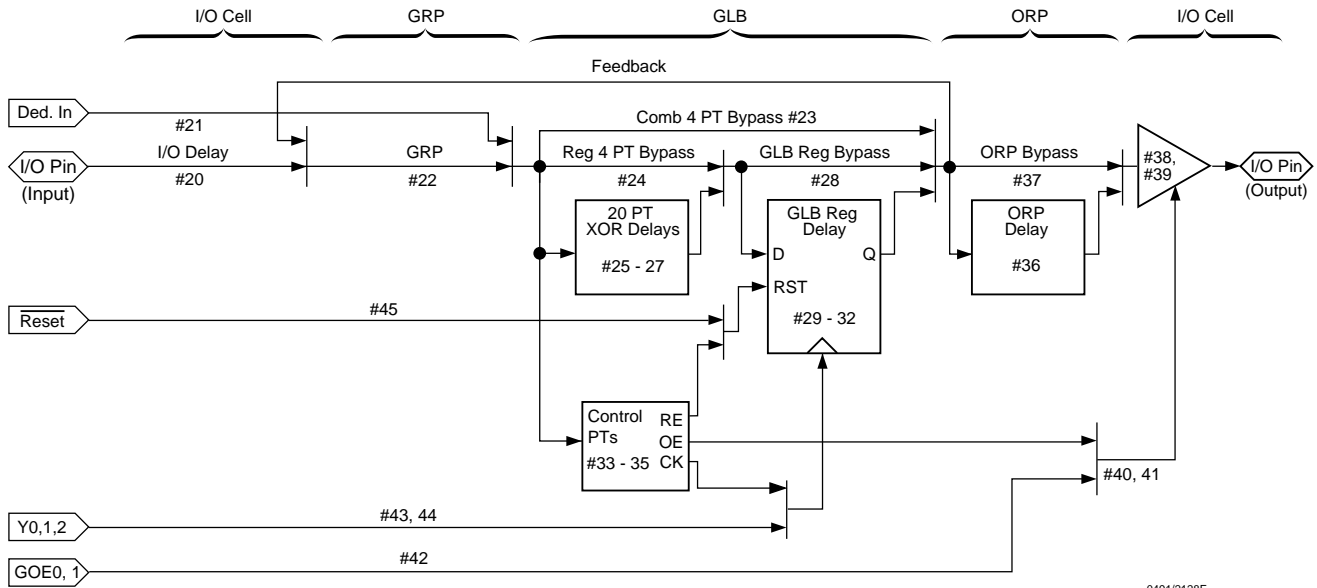 I/O Cell
GRP
GLB
ORP
I/O Cell
Feedback
Ded. In
#21
Comb 4 PT Bypass #23
I/O Pin
(Input)
I/O Delay
#20
GRP
#22
Reg 4 PT Bypass
#24
GLB Reg Bypass
#28
ORP Bypass
#37
#38,
#39
I/O Pin
(Output)
20 PT
XOR Delays
#25 - 27
GLB Reg
Delay
D
Q
RST
#29 - 32
ORP
Delay
#36
Reset
#45
Control
PTs
#33 - 35
RE
OE
CK
#40, 41
Y0,1,2
#43, 44
GOE0, 1
#42